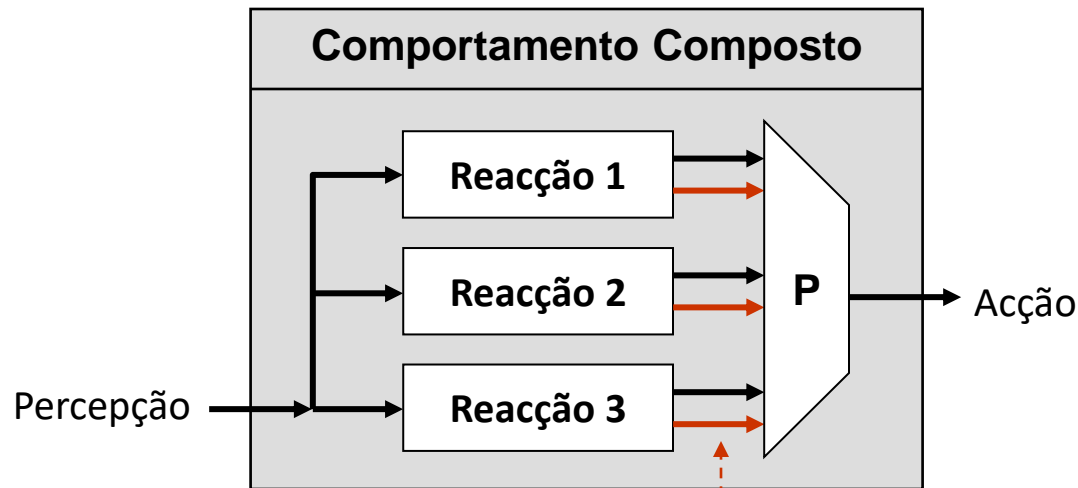 Comportamento Composto
Reacção 1
Reacção 2
P
Acção
Reacção 3
Percepção